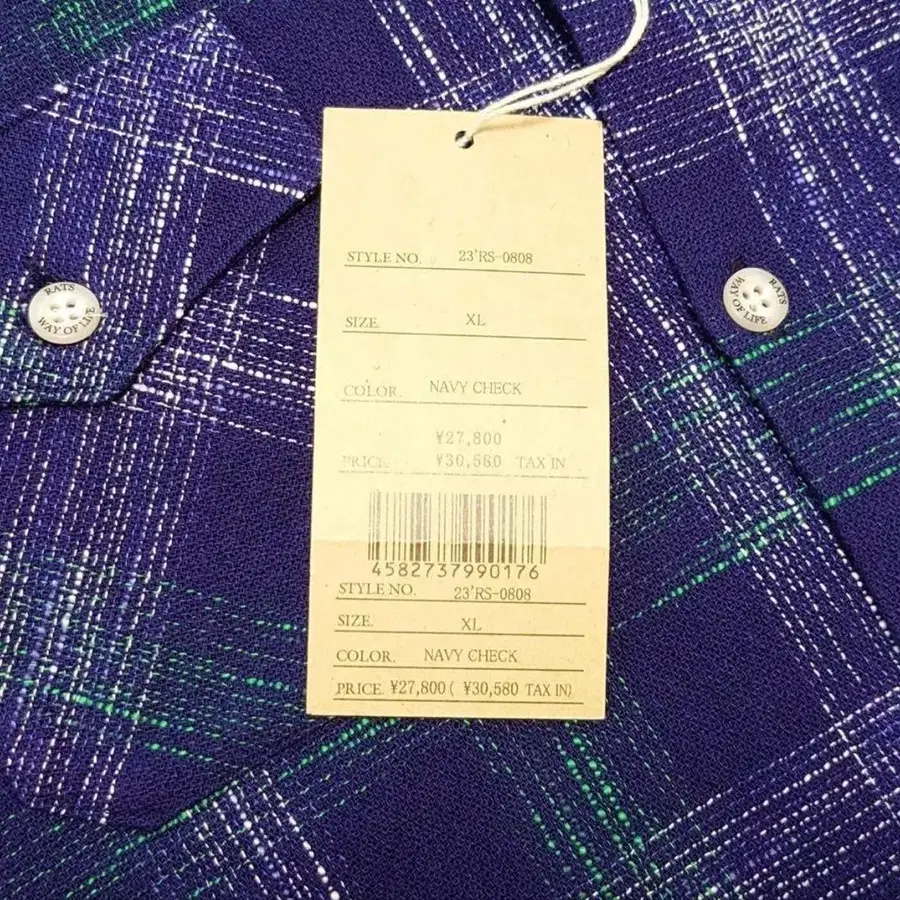 STYLE NO. 23'RS-0808
SIZE. XL
COLOR. NAVY CHECK
¥27,800
PRICE. ¥30,580 TAX IN
4582737990176
STYLE NO. 23'RS-0808
SIZE. XL
COLOR. NAVY CHECK
PRICE. ¥27,800 ( ¥30,580 TAX IN)
RATS
WAY OF LIFE
RATS
WAY OF LIFE